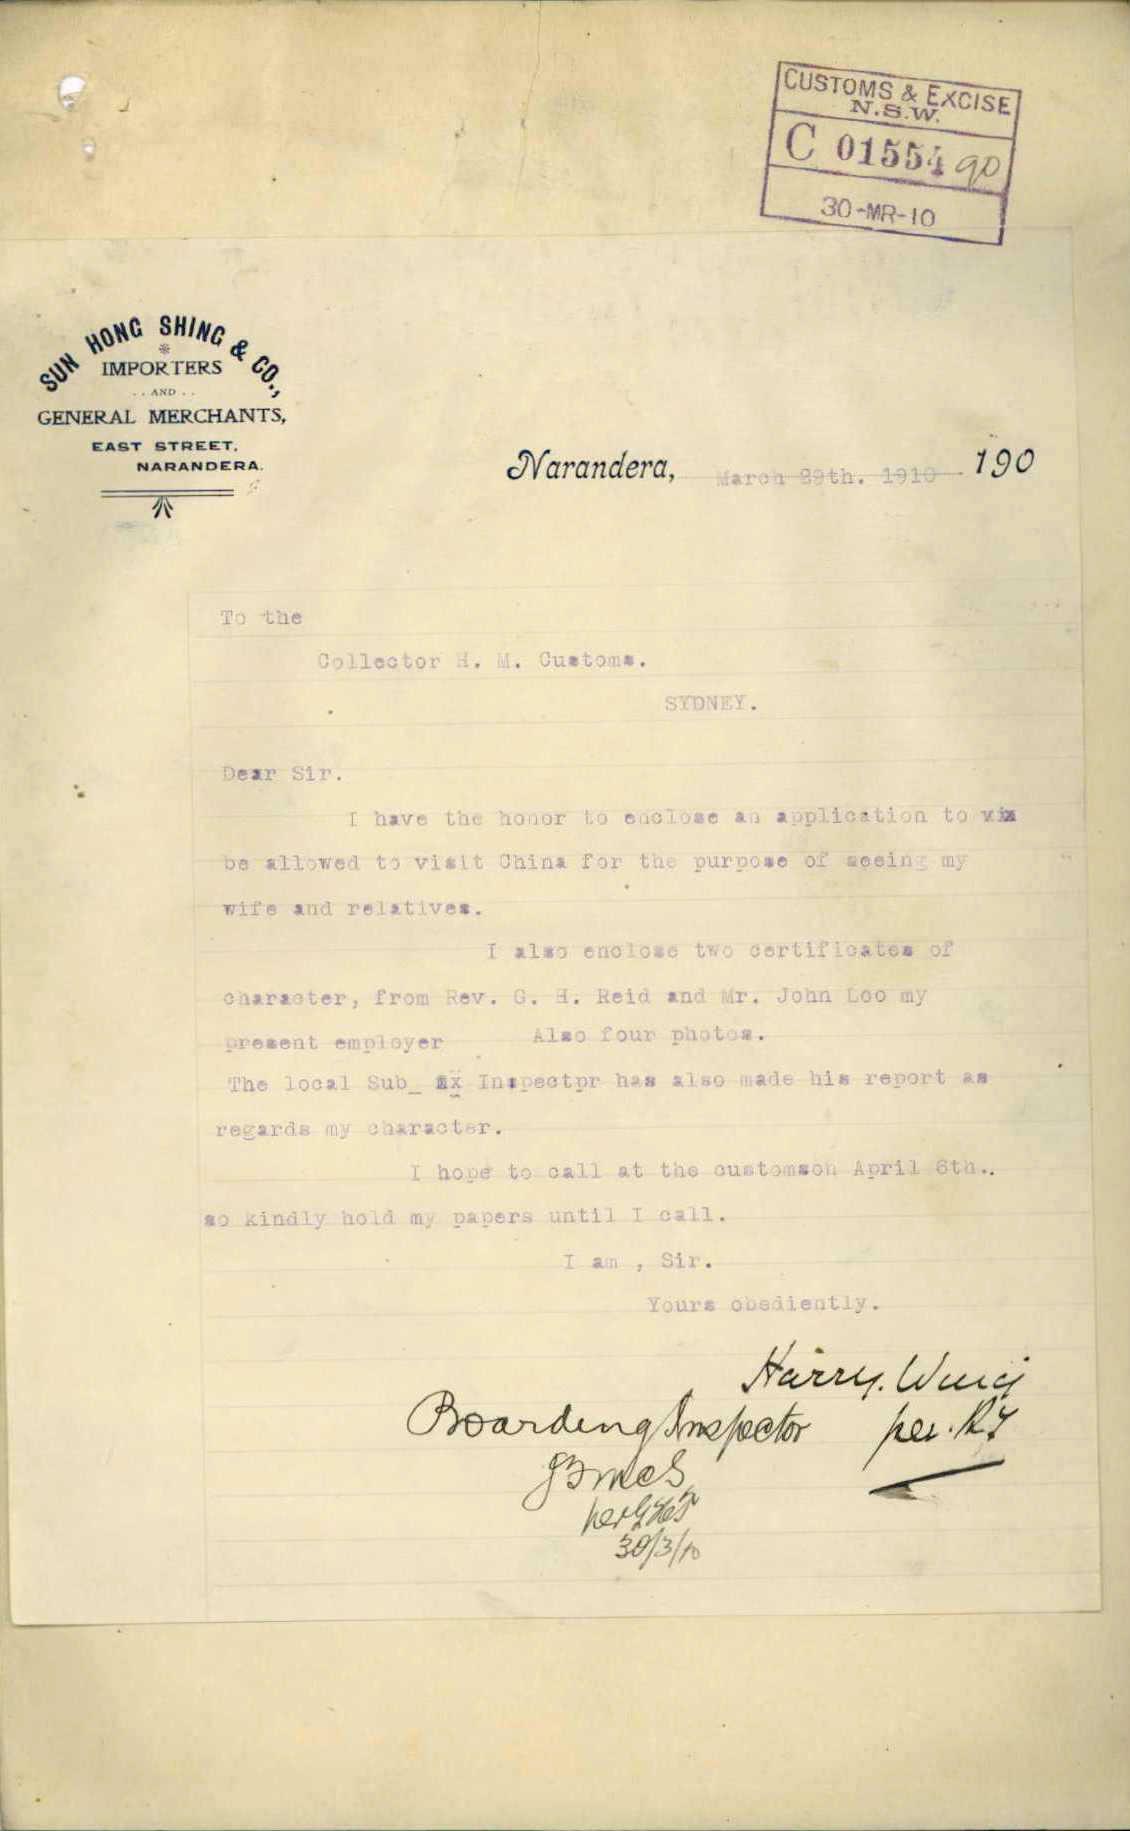 CUSTOMS & EXCISE
N.S.W.
C 01554 90
30-MR-10
SUN HONG SHING & CO.,
IMPORTERS
..AND..
GENERAL MERCHANTS,
EAST STREET,
NARANDERA.
Narandera, March 29th. 1910 190
To the
Collector H. M. Customs.
SYDNEY.
Dear Sir.
I have the honor to enclose an application to vix
be allowed to visit China for the purpose of seeing my
wife and relatives.
I also enclose two certificates of
character, from Rev. G. H. Reid and Mr. John Loo my
present employer Also four photos.
The local Sub_ ix Inspectpr has also made his report as
regards my character.
I hope to call at the customson April 6th..
so kindly hold my papers until I call.
I am , Sir.
Yours obediently.
Harry. Wing
Boarding Inspector per.
per
30/3/10